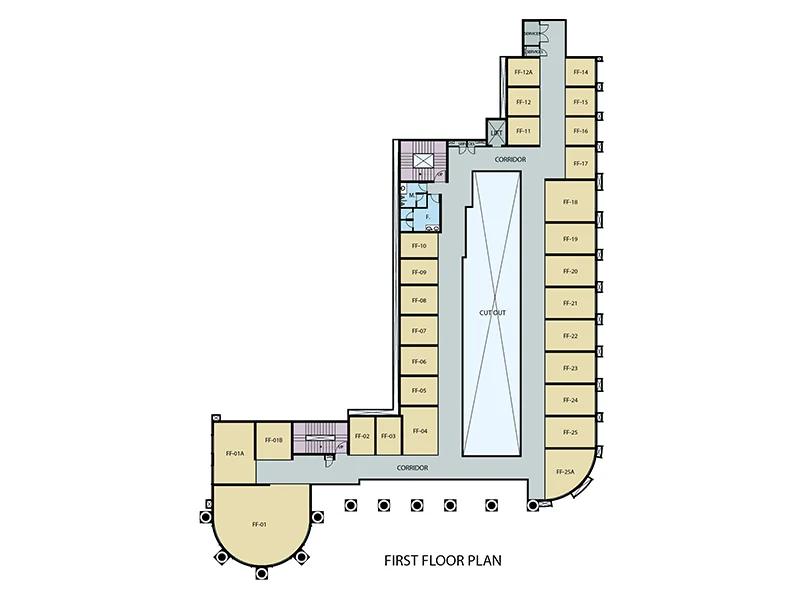 SERVICES
SERVICES
FF-12A
FF-14
FF-12
FF-15
FF-11
FF-16
LIFT
SERVICES
CORRIDOR
FF-17
UP
M.
F.
FF-18
FF-10
FF-19
FF-09
FF-20
FF-08
FF-21
CUT OUT
FF-07
FF-22
FF-06
FF-23
FF-05
FF-24
FF-04
FF-25
FF-01A
FF-01B
UP
FF-02
FF-03
CORRIDOR
FF-25A
FF-01
FIRST FLOOR PLAN